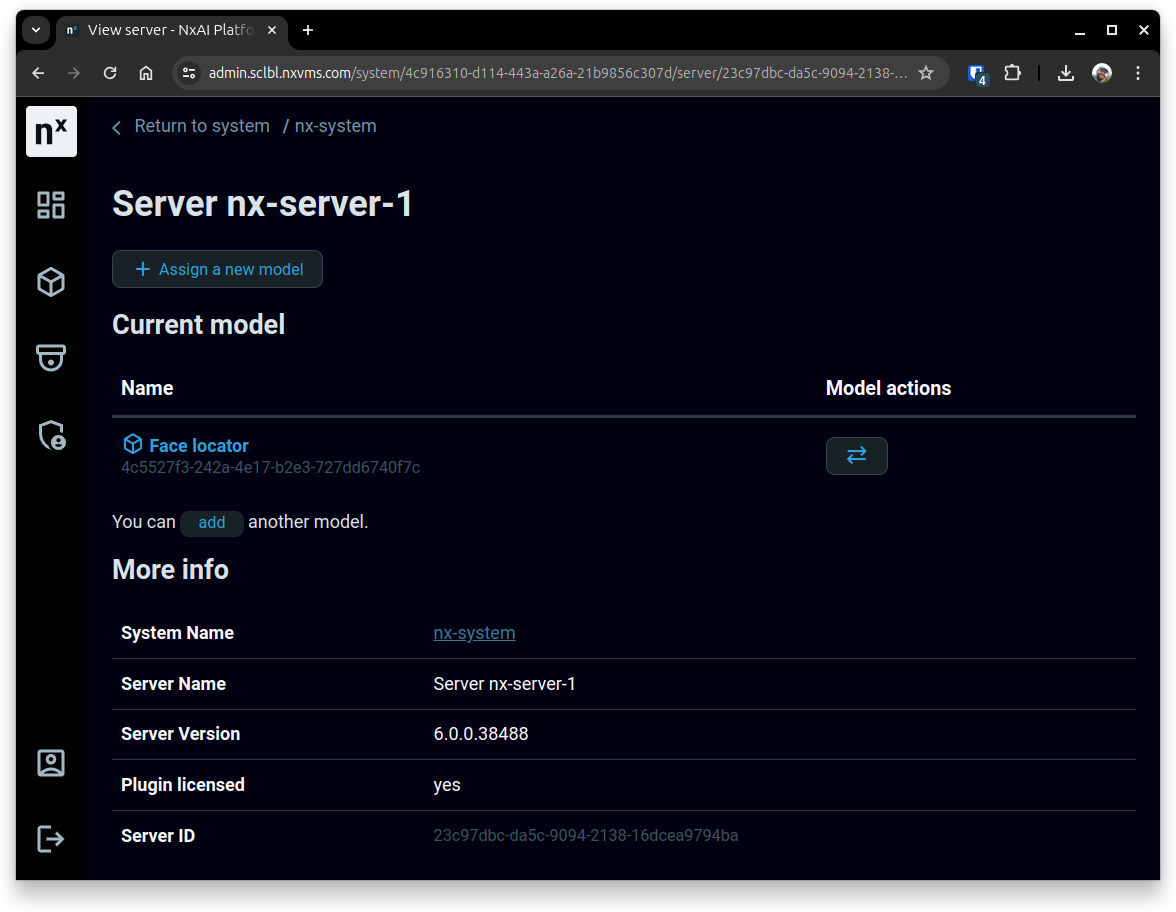 View server - NxAI Platfo
admin.sclbl.nxvms.com/system/4c916310-d114-443a-a26a-21b9856c307d/server/23c97dbc-da5c-9094-2138-...
4
nx
Return to system / nx-system
Server nx-server-1
+ Assign a new model
Current model
Name Model actions
Face locator
4c5527f3-242a-4e17-b2e3-727dd6740f7c
You can add another model.
More info
System Name nx-system
Server Name Server nx-server-1
Server Version 6.0.0.38488
Plugin licensed yes
Server ID 23c97dbc-da5c-9094-2138-16dcea9794ba